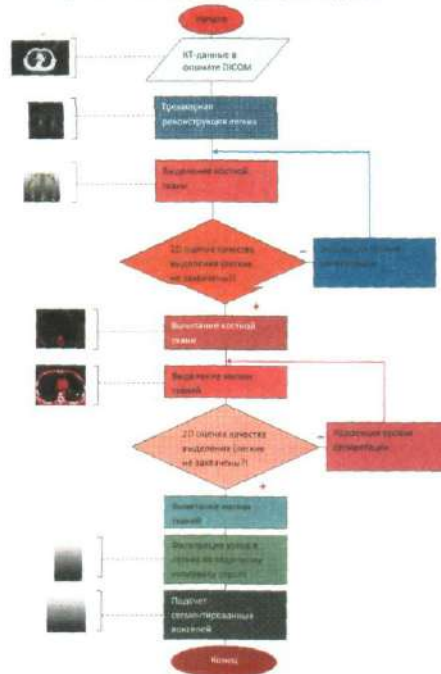 Начало
КТ-данные в
формате DICOM
Трехмерная
реконструкция легких
Выделение костной
ткани
2D оценка качества
выделения (легкие
не захвачены?)
–
+
Вычитание костной
ткани
Выделение мягких
тканей
2D оценка качества
выделения (легкие
не захвачены?)
–
Коррекция уровня
сегментации
+
Вычитание мягких
тканей
Подсчет
сегментированных
вокселей
Конец